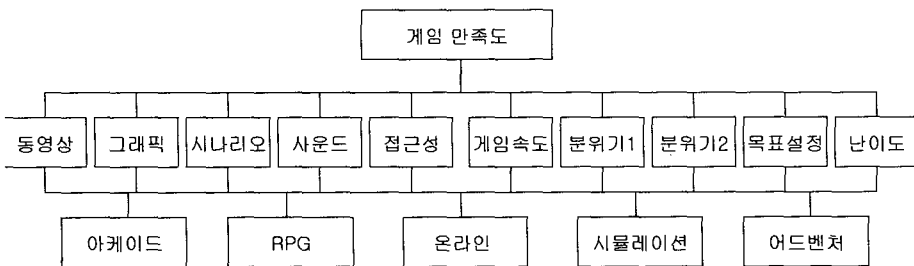 게임 만족도
동영상 그래픽 시나리오 사운드 접근성 게임속도 분위기1 분위기2 목표설정 난이도
아케이드 RPG 온라인 시뮬레이션 어드벤처